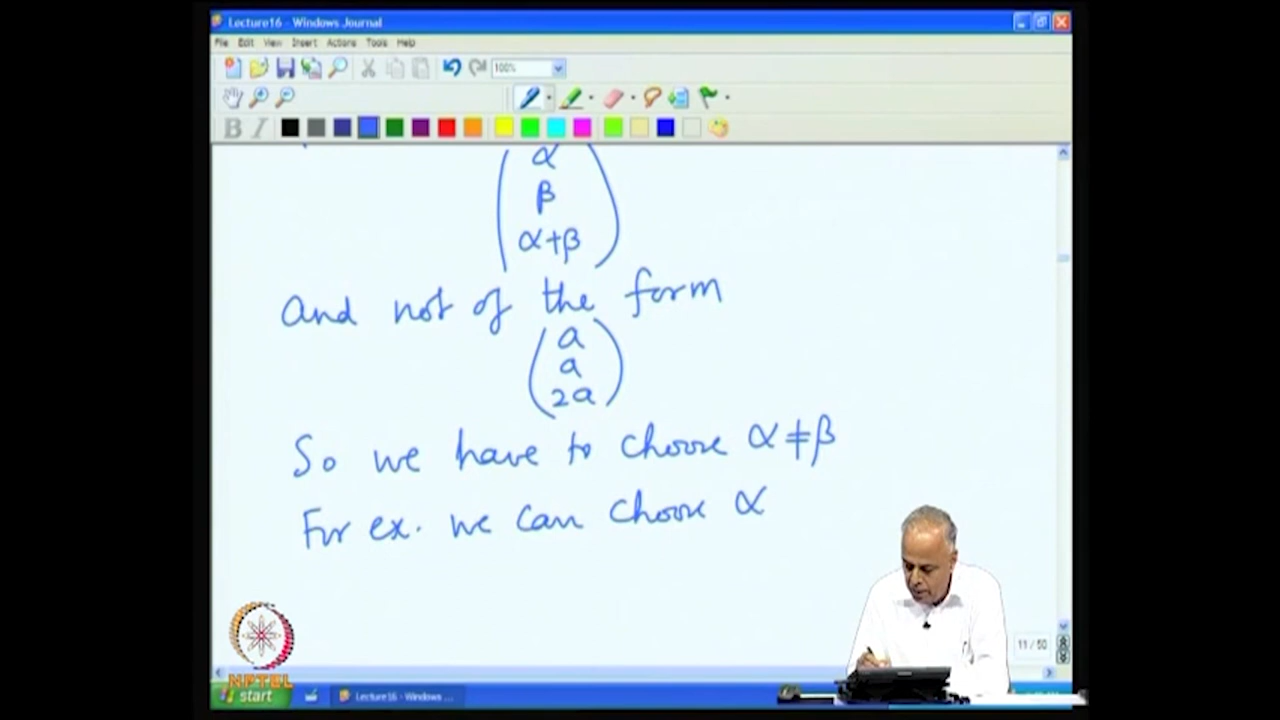 Lecture16 - Windows Journal
File Edit View Insert Actions Tools Help
100%
B I
α
β
α+β
And not of the form
a
a
2a
So we have to choose α≠β
For ex. we can choose α
11 / 50
NPTEL
start
Lecture16 - Windows ...